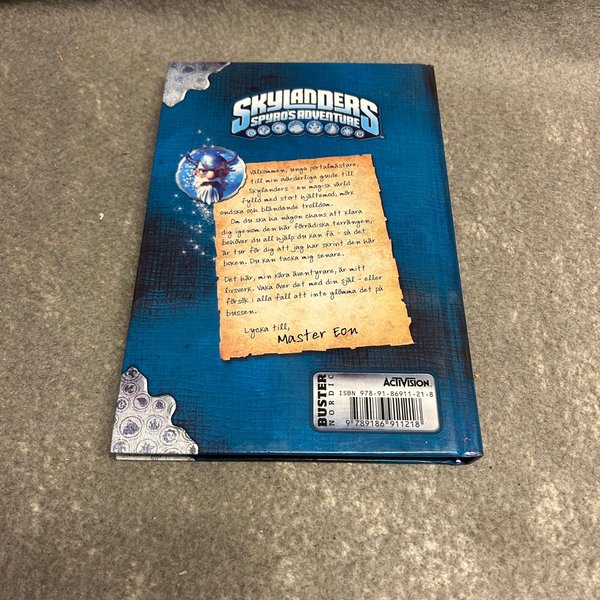 SKYLANDERS
SPYRO'S ADVENTURE
Välkommen, unga portalmästare,
till min ovärderliga guide till
Skylanders – en magisk värld
fylld med stort hjältemod, mörk
ondska och bländande trolldom.
Om du ska ha någon chans att klara
dig igenom den här förrädiska terrängen,
behöver du all hjälp du kan få – så det
är tur för dig att jag har skrivit den här
boken. Du kan tacka mig senare.
Det här, min kära äventyrare, är mitt
livsverk. Vaka över det med din själ – eller
försök i alla fall att inte glömma det på
bussen.
Lycka till,
Master Eon
BUSTER
NORDIC
ACTIVISION
ISBN 978-91-86911-21-8
9 789186 911218